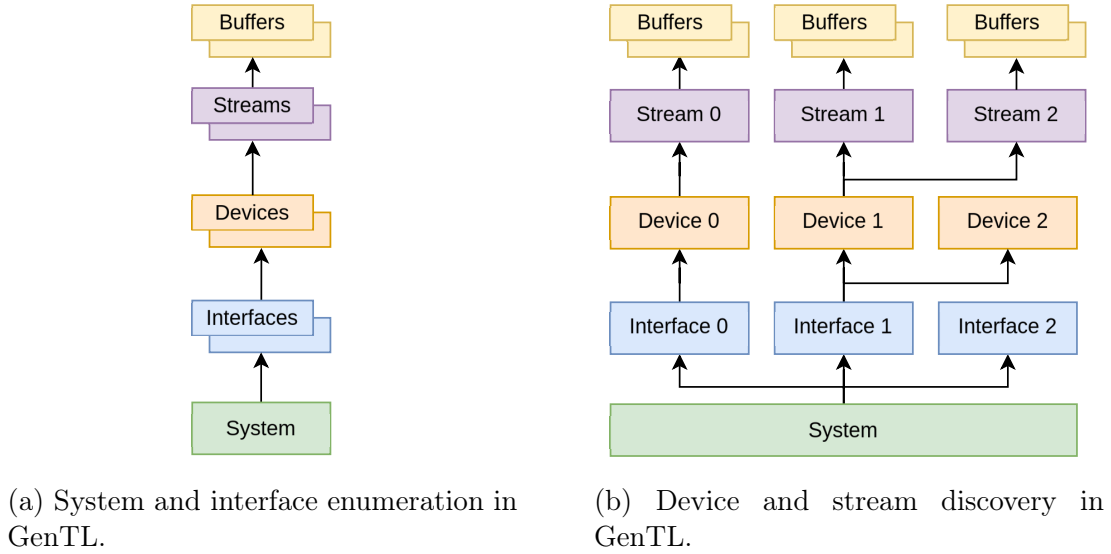 Buffers
Streams
Devices
Interfaces
System
(a) System and interface enumeration in
GenTL.
Buffers Buffers Buffers
Stream 0 Stream 1 Stream 2
Device 0 Device 1 Device 2
Interface 0 Interface 1 Interface 2
System
(b) Device and stream discovery in
GenTL.